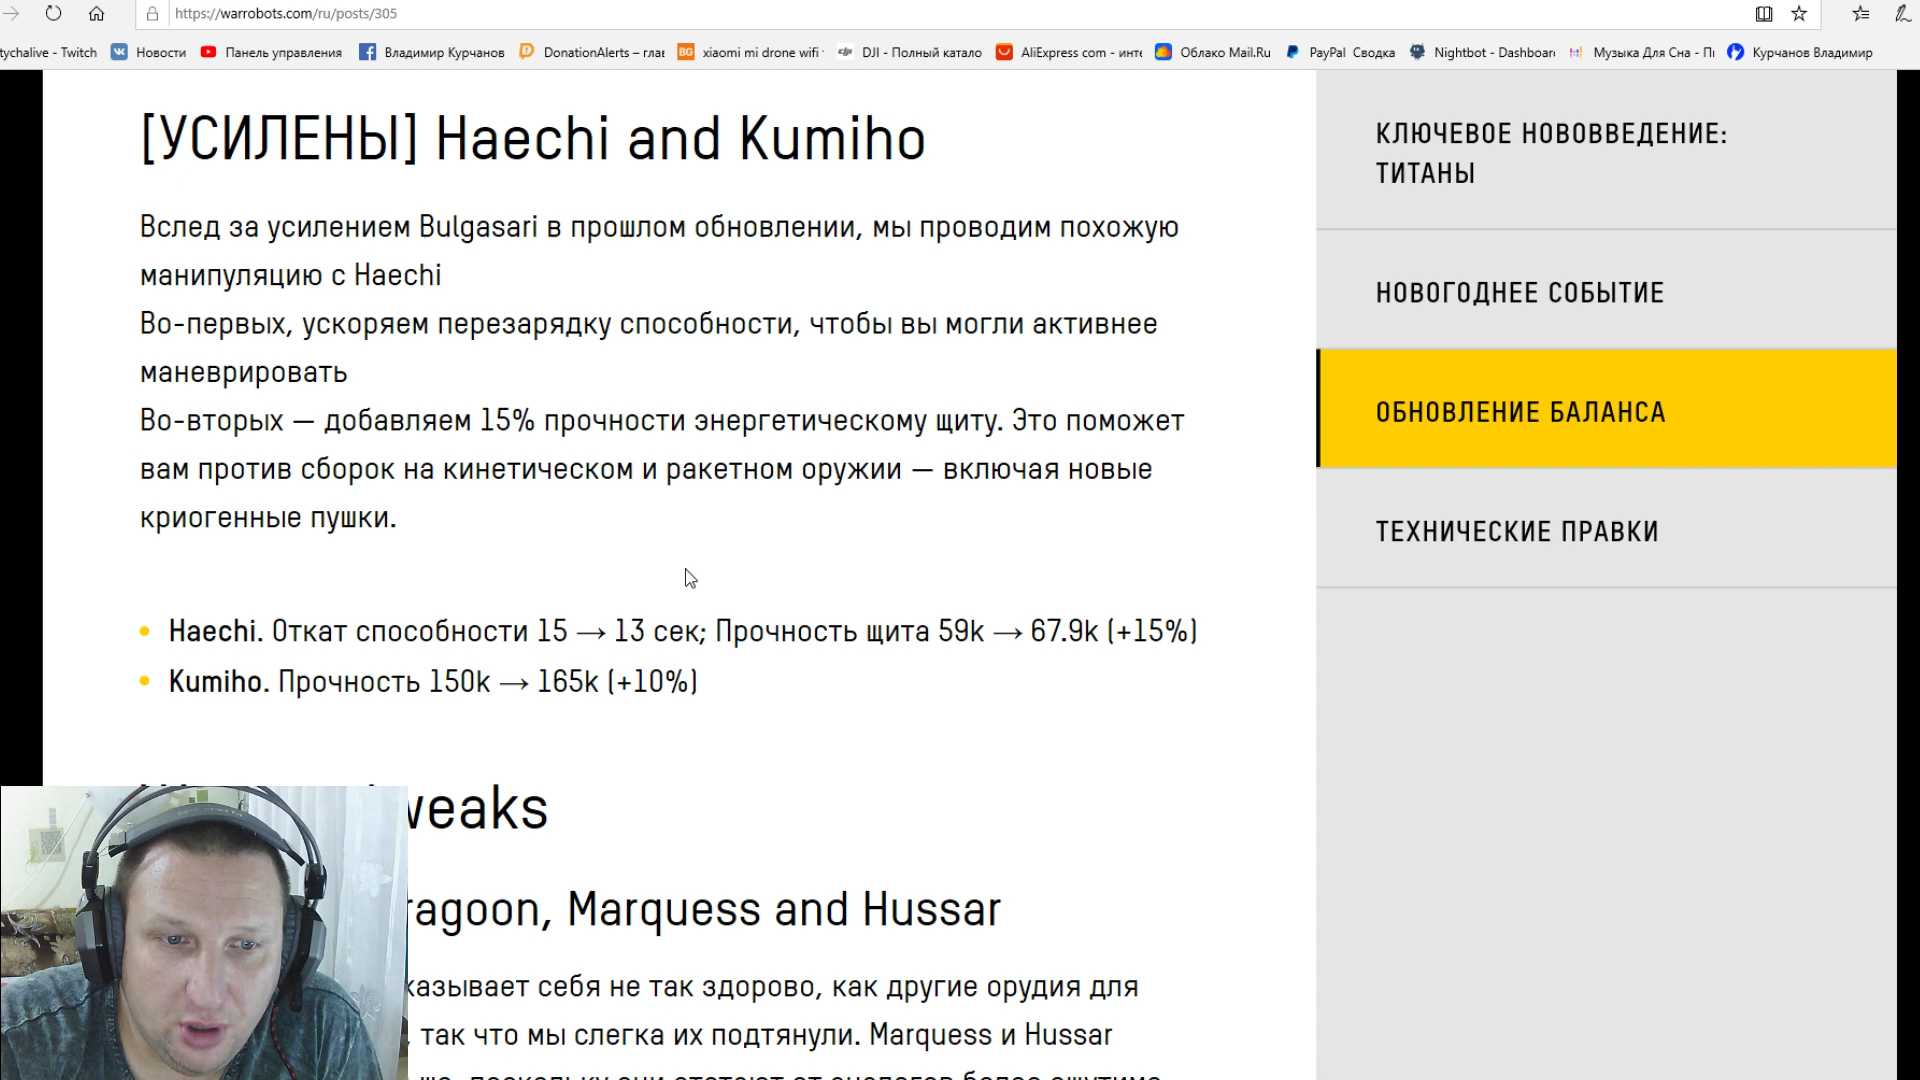 https://warrobots.com/ru/posts/305
tychalive - Twitch Новости Панель управления Владимир Курчанов DonationAlerts – глав xiaomi mi drone wifi DJI - Полный катало AliExpress com - инте Облако Mail.Ru PayPal Сводка Nightbot - Dashboard Музыка Для Сна - П Курчанов Владимир
[УСИЛЕНЫ] Haechi and Kumiho
Вслед за усилением Bulgasari в прошлом обновлении, мы проводим похожую
манипуляцию с Haechi
Во-первых, ускоряем перезарядку способности, чтобы вы могли активнее
маневрировать
Во-вторых — добавляем 15% прочности энергетическому щиту. Это поможет
вам против сборок на кинетическом и ракетном оружии — включая новые
криогенные пушки.
Haechi. Откат способности 15 → 13 сек; Прочность щита 59k → 67.9k (+15%)
Kumiho. Прочность 150k → 165k (+10%)
weaks
ragoon, Marquess and Hussar
казывает себя не так здорово, как другие орудия для
, так что мы слегка их подтянули. Marquess и Hussar
КЛЮЧЕВОЕ НОВОВВЕДЕНИЕ:
ТИТАНЫ
НОВОГОДНЕЕ СОБЫТИЕ
ОБНОВЛЕНИЕ БАЛАНСА
ТЕХНИЧЕСКИЕ ПРАВКИ